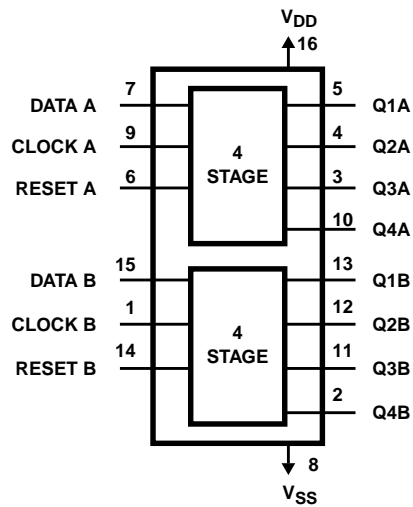 VDD
16
DATA A 7 5 Q1A
CLOCK A 9 4 Q2A
4
STAGE
RESET A 6 3 Q3A
10 Q4A
DATA B 15 13 Q1B
CLOCK B 1 12 Q2B
4
STAGE
RESET B 14 11 Q3B
2 Q4B
8
VSS